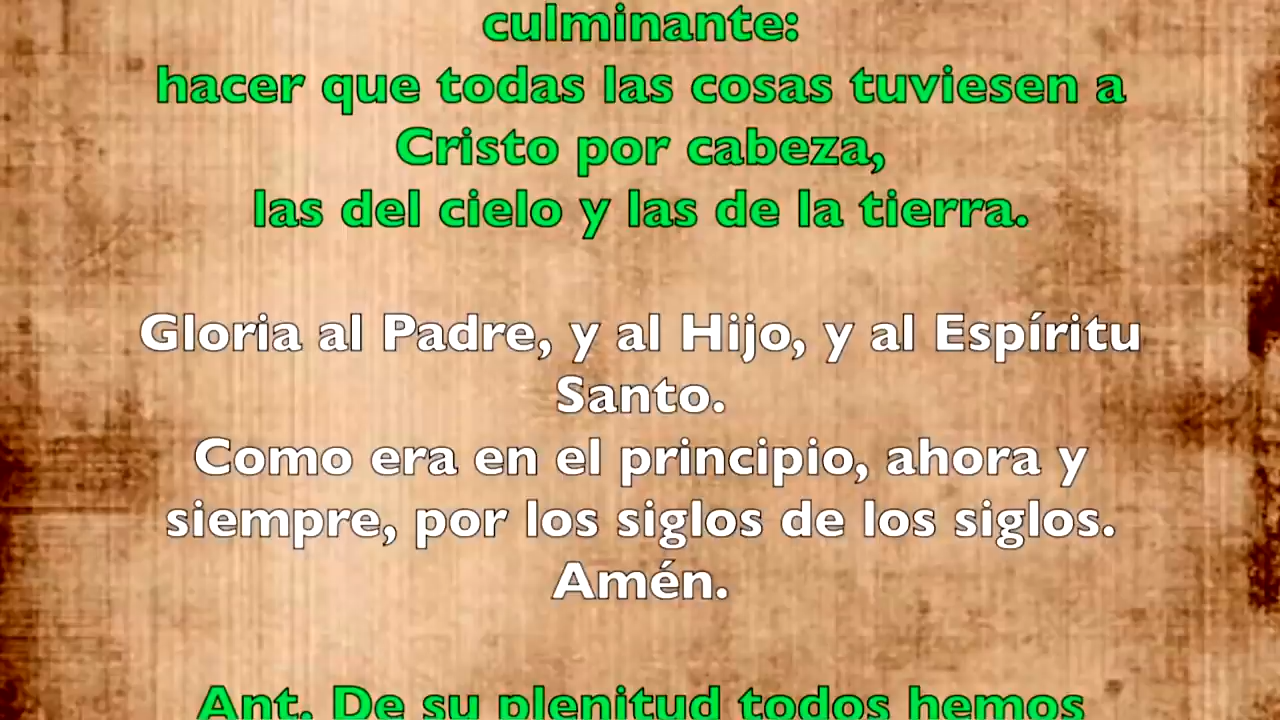 culminante:
hacer que todas las cosas tuviesen a
Cristo por cabeza,
las del cielo y las de la tierra.
Gloria al Padre, y al Hijo, y al Espíritu
Santo.
Como era en el principio, ahora y
siempre, por los siglos de los siglos.
Amén.
Ant. De su plenitud todos hemos